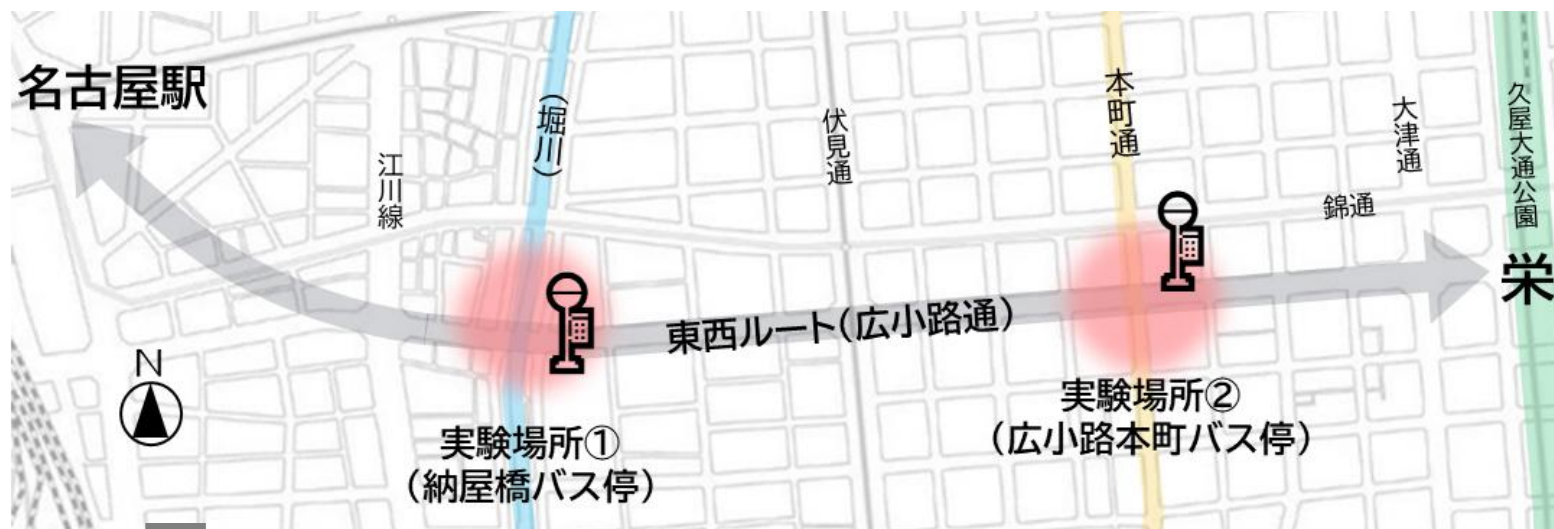 名古屋駅
江川線
(堀川)
伏見通
本町通
大津通
久屋大通公園
錦通
栄
東西ルート(広小路通)
N
実験場所①
(納屋橋バス停)
実験場所②
(広小路本町バス停)